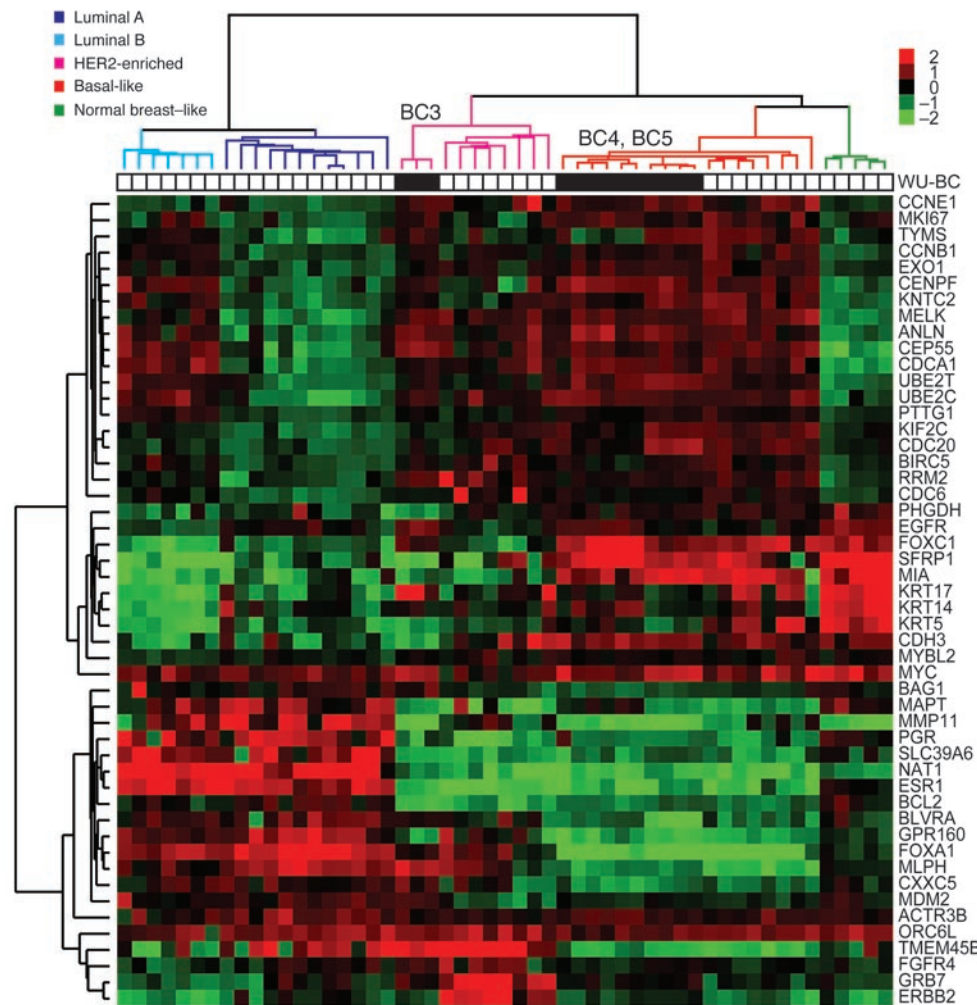 Luminal A
Luminal B
HER2-enriched
Basal-like
Normal breast–like
2
1
0
−1
−2
BC3
BC4, BC5
WU-BC
CCNE1
MKI67
TYMS
CCNB1
EXO1
CENPF
KNTC2
MELK
ANLN
CEP55
CDCA1
UBE2T
UBE2C
PTTG1
KIF2C
CDC20
BIRC5
RRM2
CDC6
PHGDH
EGFR
FOXC1
SFRP1
MIA
KRT17
KRT14
KRT5
CDH3
MYBL2
MYC
BAG1
MAPT
MMP11
PGR
SLC39A6
NAT1
ESR1
BCL2
BLVRA
GPR160
FOXA1
MLPH
CXXC5
MDM2
ACTR3B
ORC6L
TMEM45B
FGFR4
GRB7
ERBB2